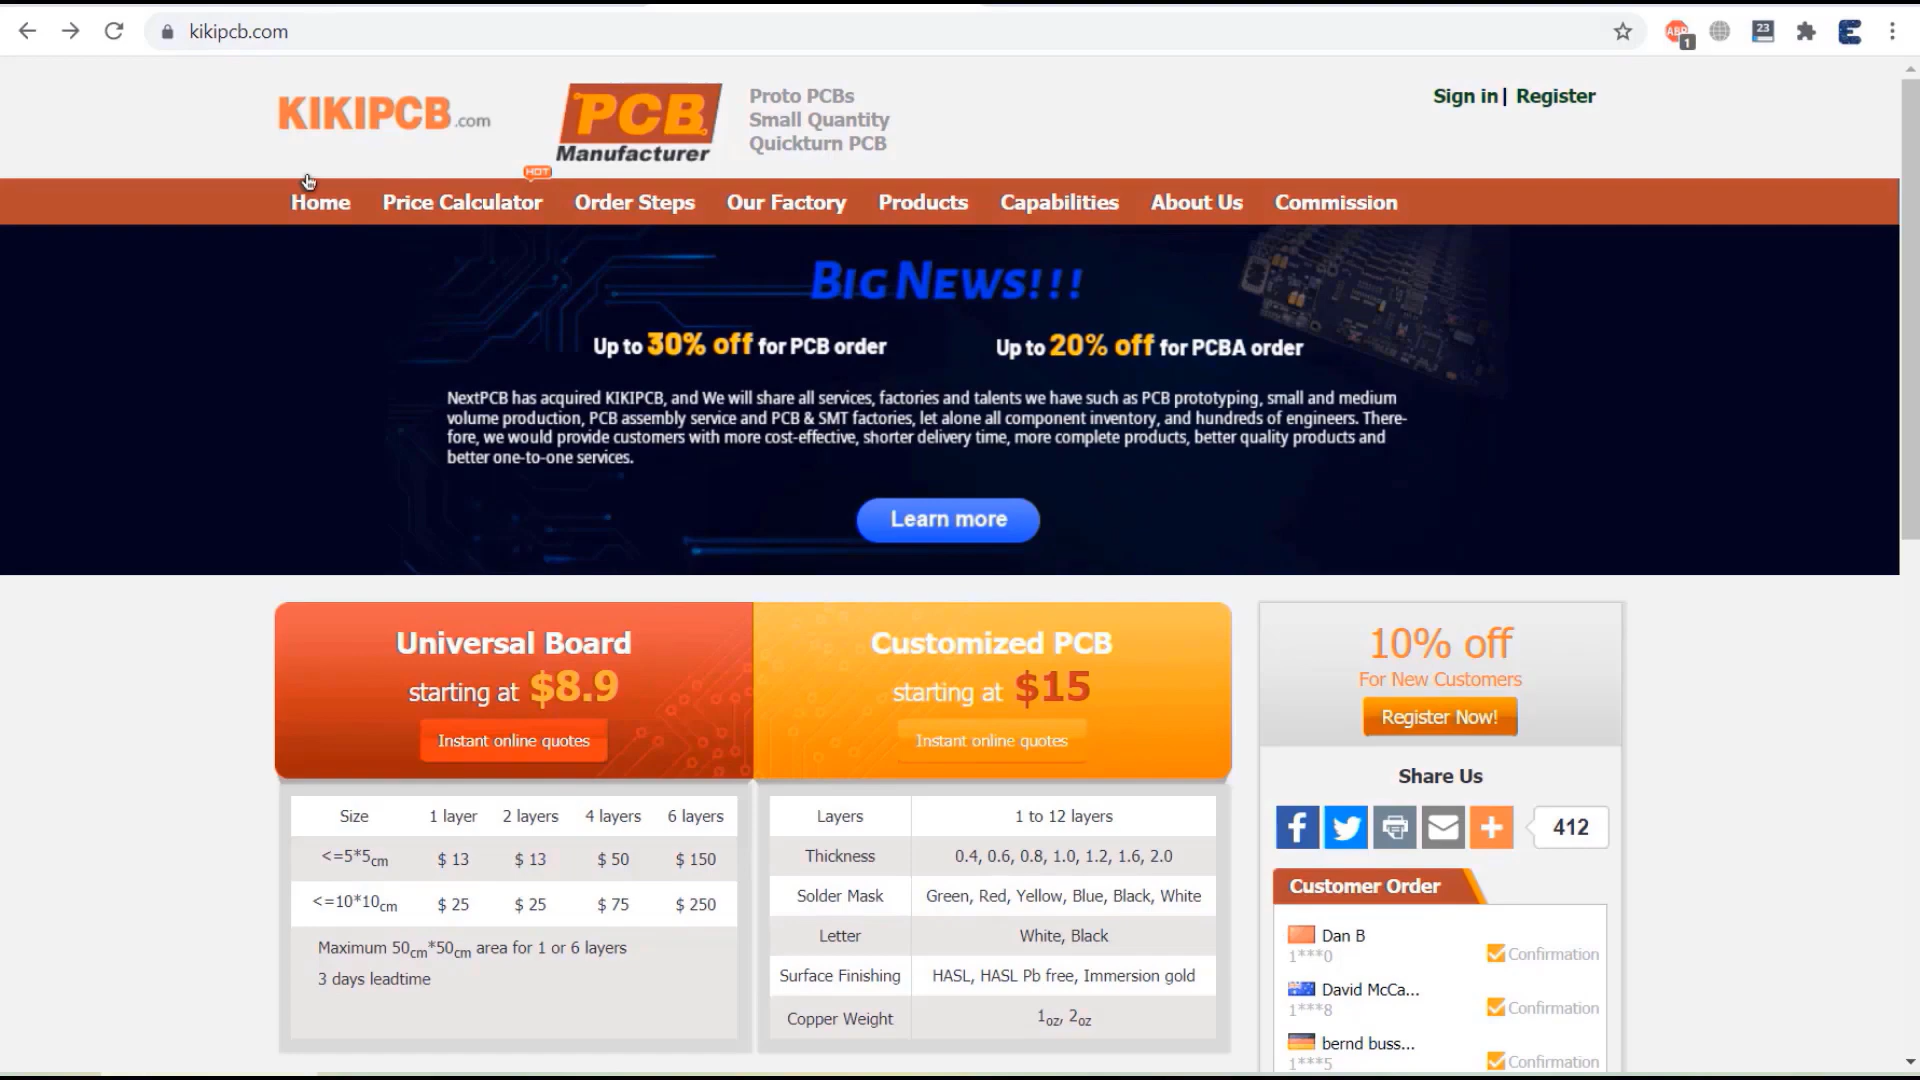 kikipcb.com
ABP
1
23
KIKIPCB.com
PCB
Manufacturer
Proto PCBs
Small Quantity
Quickturn PCB
Sign in| Register
HOT
Home Price Calculator Order Steps Our Factory Products Capabilities About Us Commission
BIG NEWS!!!
Up to 30% off for PCB order
Up to 20% off for PCBA order
NextPCB has acquired KIKIPCB, and We will share all services, factories and talents we have such as PCB prototyping, small and medium
volume production, PCB assembly service and PCB & SMT factories, let alone all component inventory, and hundreds of engineers. There-
fore, we would provide customers with more cost-effective, shorter delivery time, more complete products, better quality products and
better one-to-one services.
Learn more
Universal Board
starting at $8.9
Instant online quotes
Size 1 layer 2 layers 4 layers 6 layers
<=5*5cm $ 13 $ 13 $ 50 $ 150
<=10*10cm $ 25 $ 25 $ 75 $ 250
Maximum 50cm*50cm area for 1 or 6 layers
3 days leadtime
Customized PCB
starting at $15
Instant online quotes
Layers 1 to 12 layers
Thickness 0.4, 0.6, 0.8, 1.0, 1.2, 1.6, 2.0
Solder Mask Green, Red, Yellow, Blue, Black, White
Letter White, Black
Surface Finishing HASL, HASL Pb free, Immersion gold
Copper Weight 1oz, 2oz
10% off
For New Customers
Register Now!
Share Us
412
Customer Order
Dan B
1***0 Confirmation
David McCa...
1***8 Confirmation
bernd buss...
1***5 Confirmation